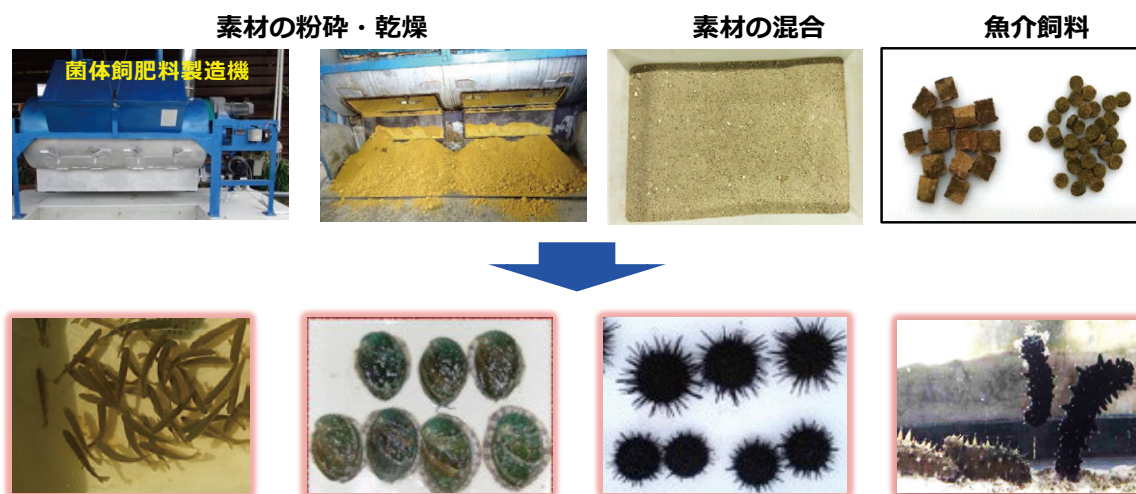 素材の粉砕・乾燥
素材の混合
魚介飼料
菌体飼肥料製造機